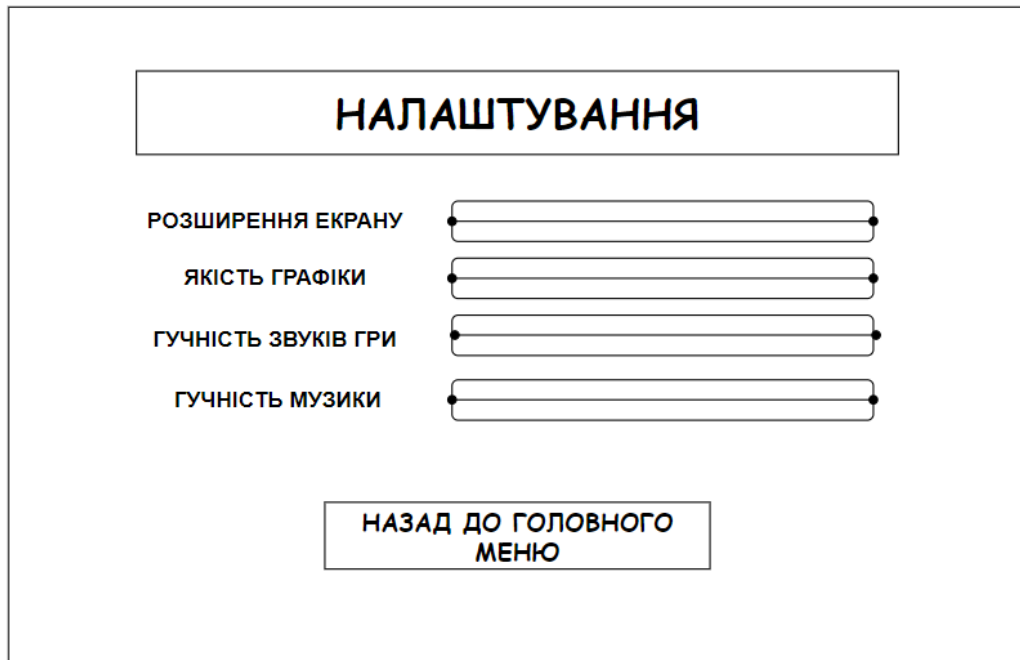 НАЛАШТУВАННЯ
РОЗШИРЕННЯ ЕКРАНУ
ЯКІСТЬ ГРАФІКИ
ГУЧНІСТЬ ЗВУКІВ ГРИ
ГУЧНІСТЬ МУЗИКИ
НАЗАД ДО ГОЛОВНОГО
МЕНЮ